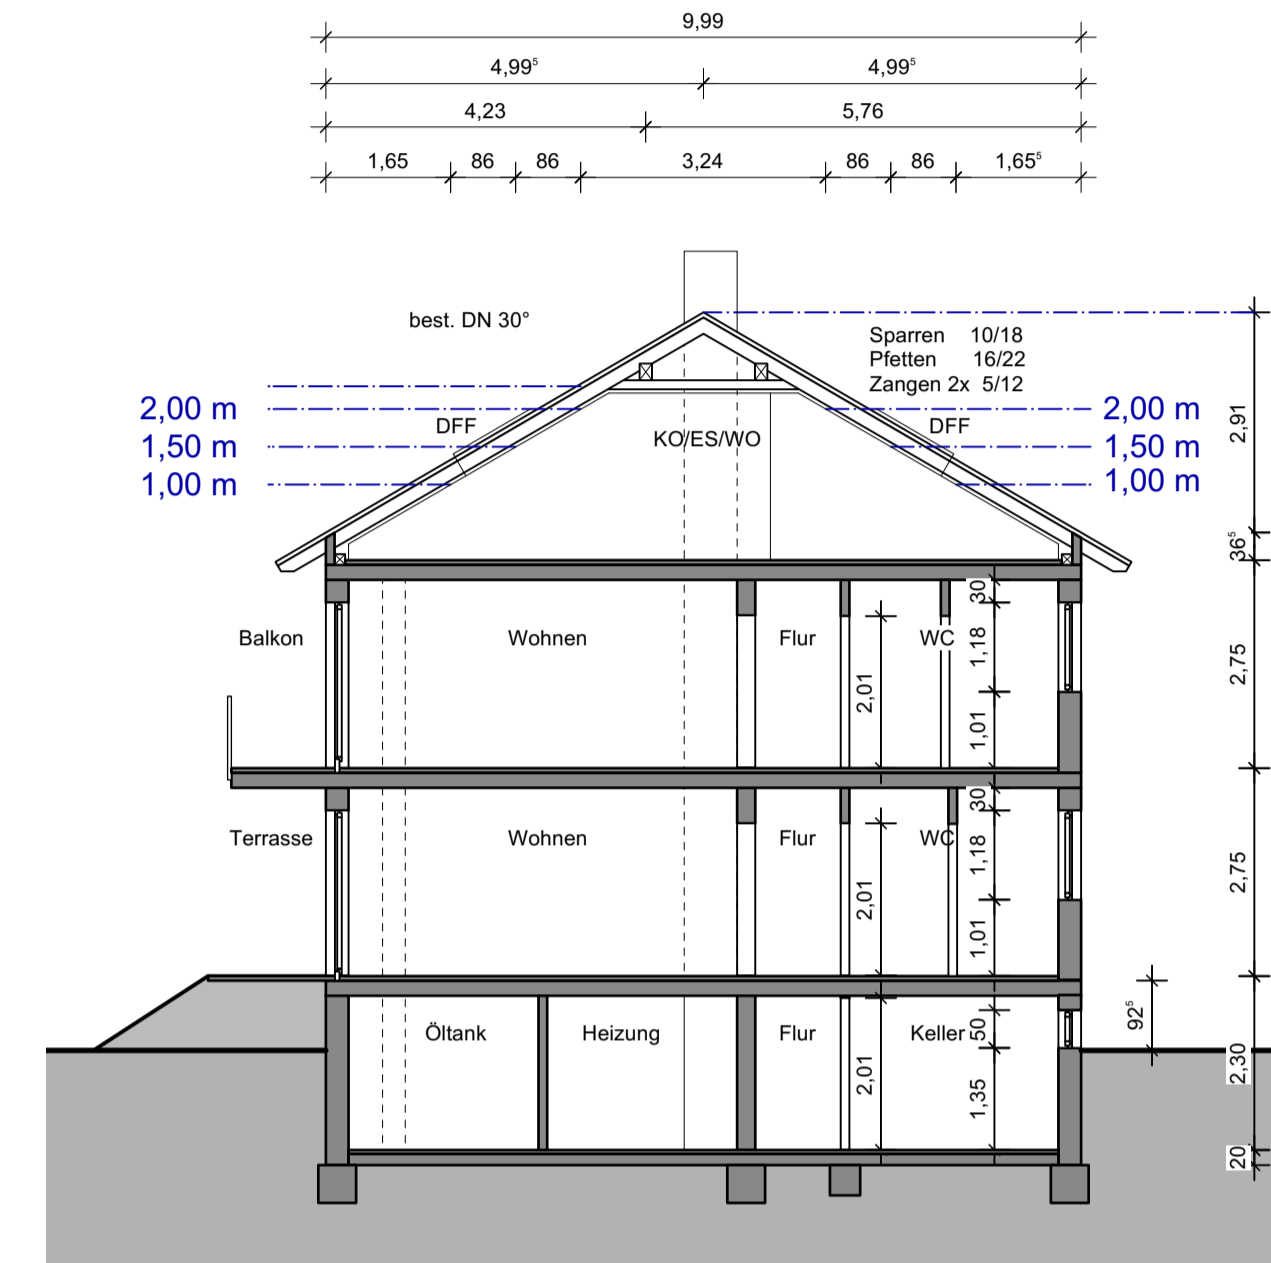 9,99
4,99⁵ 4,99⁵
4,23 5,76
1,65 86 86 3,24 86 86 1,65⁵
best. DN 30°
Sparren 10/18
Pfetten 16/22
Zangen 2x 5/12
2,00 m 2,00 m
DFF DFF
KO/ES/WO
1,50 m 1,50 m
1,00 m 1,00 m
2,91
36⁵
30
Balkon Wohnen Flur WC
1,18
2,75
2,01
1,01
30
Terrasse Wohnen Flur WC
1,18
2,75
2,01
1,01
92⁵
Öltank Heizung Flur Keller
50
2,30
2,01
1,35
20